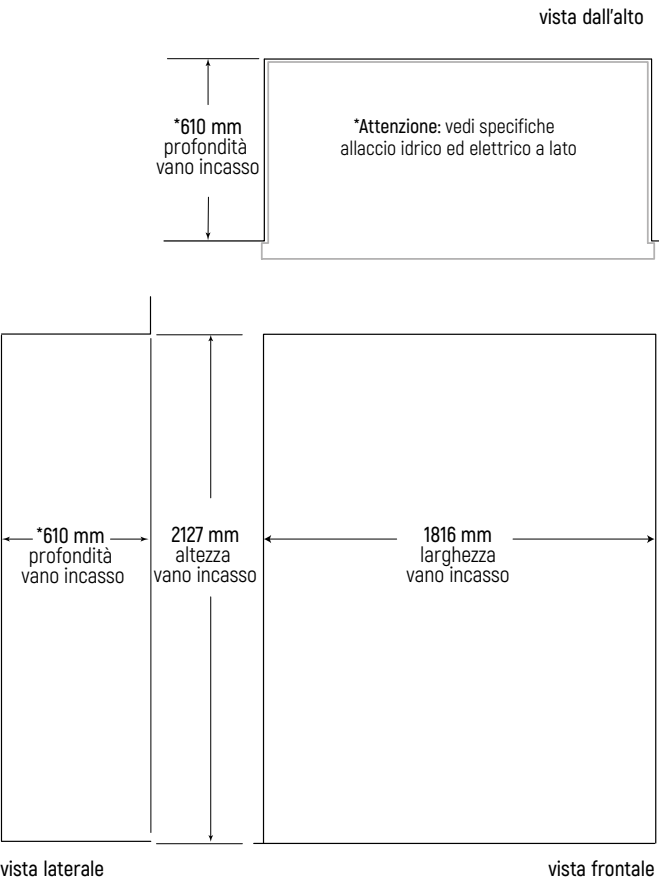 vista dall'alto
*610 mm
profondità
vano incasso
*Attenzione: vedi specifiche
allaccio idrico ed elettrico a lato
*610 mm
profondità
vano incasso
2127 mm
altezza
vano incasso
1816 mm
larghezza
vano incasso
vista laterale
vista frontale